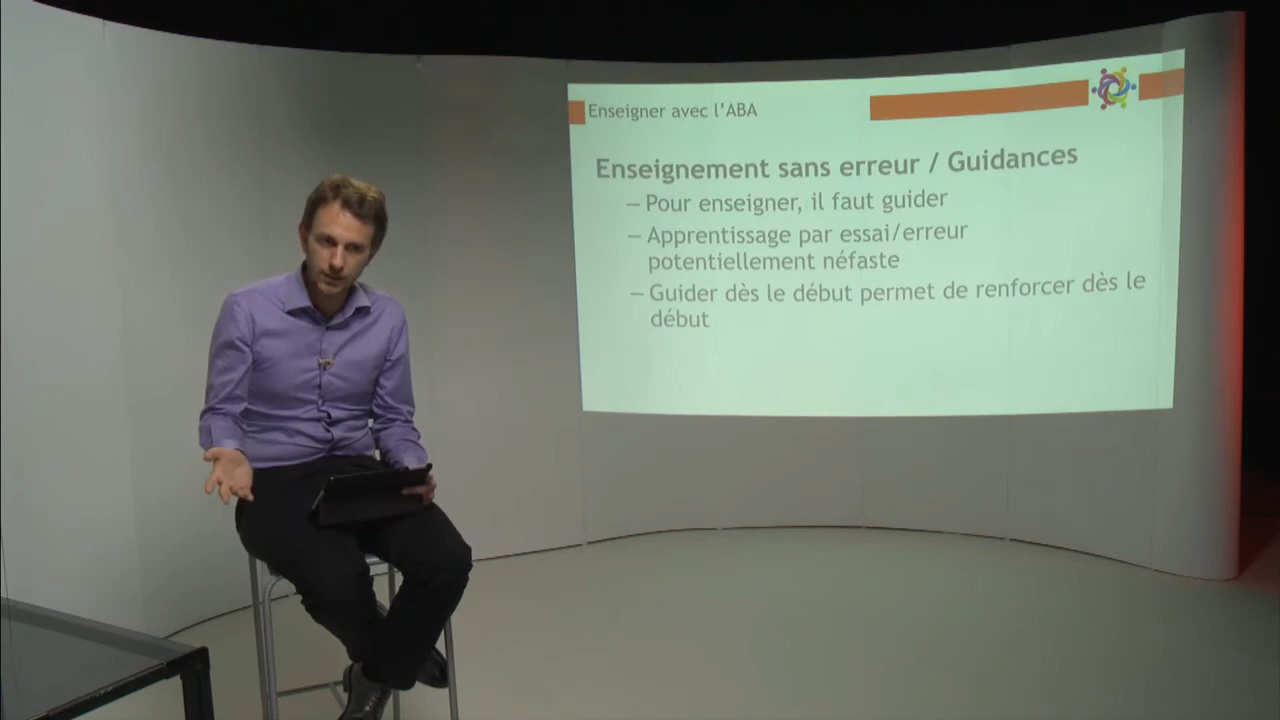 Enseigner avec l'ABA
Enseignement sans erreur / Guidances
– Pour enseigner, il faut guider
– Apprentissage par essai/erreur
potentiellement néfaste
– Guider dès le début permet de renforcer dès le
début